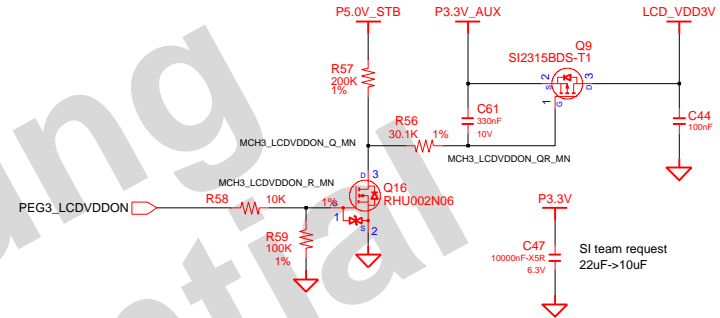 P5.0V_STB
P3.3V_AUX
LCD_VDD3V
Q9
SI2315BDS-T1
R57
200K
1%
2
S
3
D
1
G
C61
330nF
10V
R56
30.1K
1%
C44
100nF
MCH3_LCDVDDON_Q_MN
MCH3_LCDVDDON_QR_MN
D
3
MCH3_LCDVDDON_R_MN
Q16
RHU002N06
PEG3_LCDVDDON
R58
10K
1%
G
1
S
2
R59
100K
1%
P3.3V
C47
10000nF-X5R
6.3V
SI team request
22uF->10uF
ung
ential